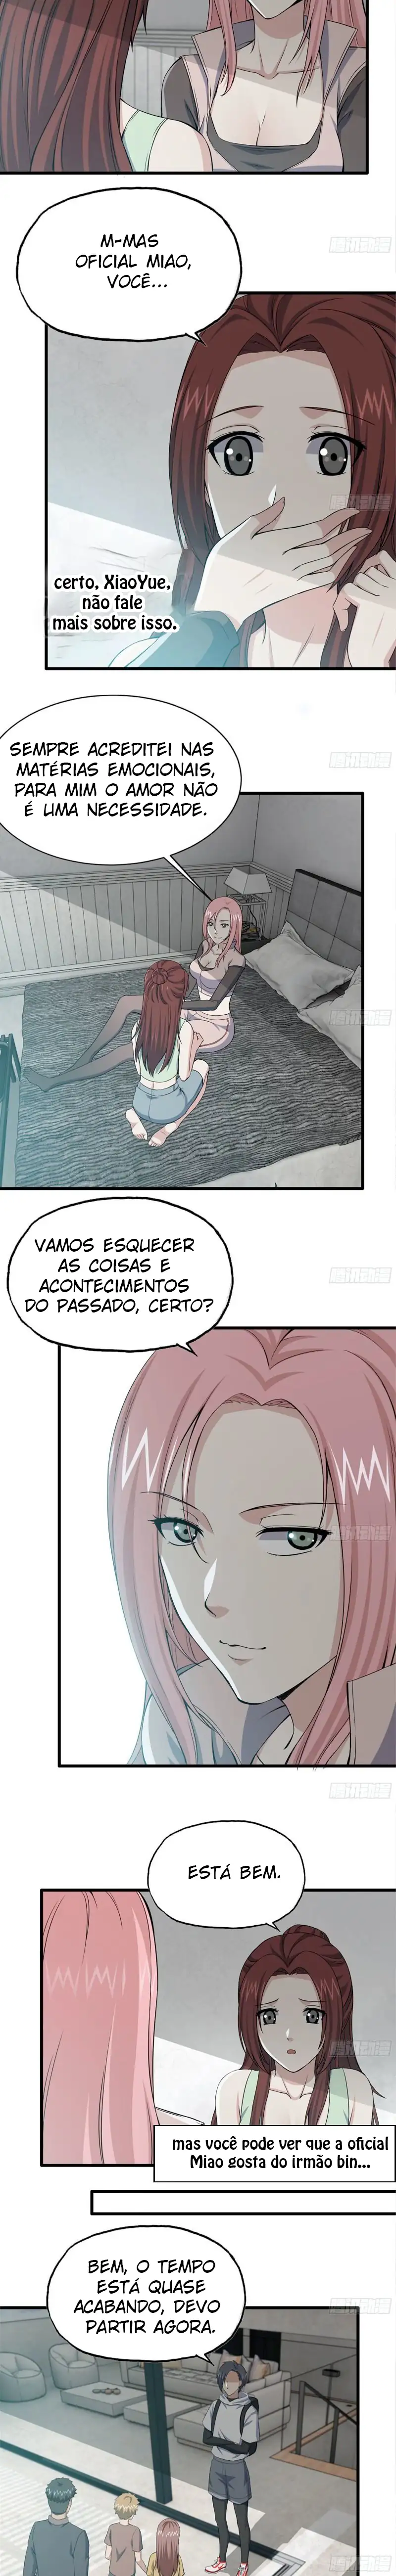 M-MAS
OFICIAL MIAO,
VOCÊ...
certo, XiaoYue,
não fale
mais sobre isso.
SEMPRE ACREDITEI NAS
MATÉRIAS EMOCIONAIS,
PARA MIM O AMOR NÃO
É UMA NECESSIDADE.
VAMOS ESQUECER
AS COISAS E
ACONTECIMENTOS
DO PASSADO, CERTO?
ESTÁ BEM.
mas você pode ver que a oficial
Miao gosta do irmão bin...
BEM, O TEMPO
ESTÁ QUASE
ACABANDO, DEVO
PARTIR AGORA.